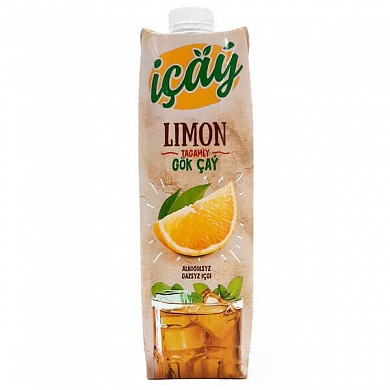 içäý
LIMON
TAGAMLY
GÖK ÇAÝ
ALKOGOLSYZ
GAZSYZ IÇGI